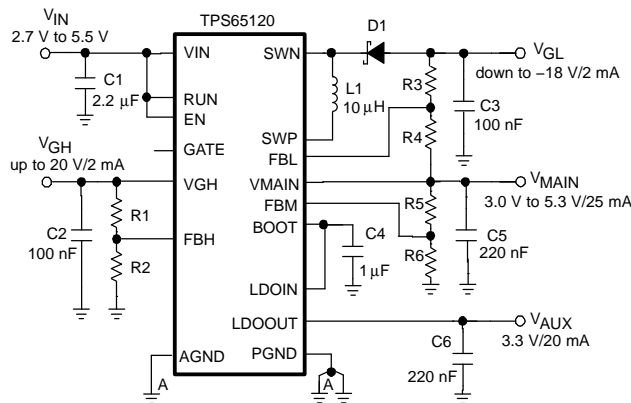 TPS65120
VIN
2.7 V to 5.5 V
C1
2.2 μF
VIN
RUN
EN
GATE
VGH
up to 20 V/2 mA
VGH
R1
R2
C2
100 nF
FBH
AGND
A
SWN
D1
VGL
down to –18 V/2 mA
L1
10 μH
R3
C3
100 nF
SWP
R4
FBL
VMAIN
VMAIN
3.0 V to 5.3 V/25 mA
FBM
R5
BOOT
C4
1 μF
R6
C5
220 nF
LDOIN
LDOOUT
VAUX
3.3 V/20 mA
C6
220 nF
PGND
A